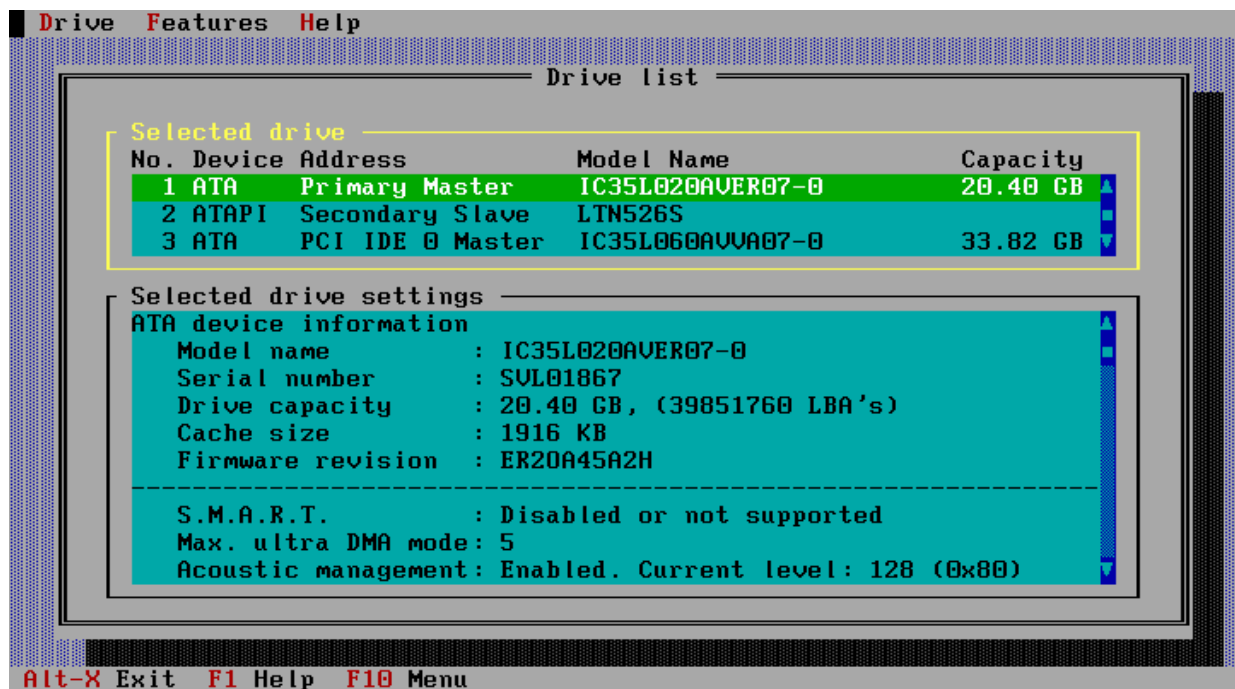 Drive Features Help
Drive list
Selected drive
No. Device Address Model Name Capacity
1 ATA Primary Master IC35L020AVER07-0 20.40 GB
2 ATAPI Secondary Slave LTN526S
3 ATA PCI IDE 0 Master IC35L060AVVA07-0 33.82 GB
Selected drive settings
ATA device information
Model name : IC35L020AVER07-0
Serial number : SVL01867
Drive capacity : 20.40 GB, (39851760 LBA's)
Cache size : 1916 KB
Firmware revision : ER2OA45A2H
S.M.A.R.T. : Disabled or not supported
Max. ultra DMA mode: 5
Acoustic management: Enabled. Current level: 128 (0x80)
Alt-X Exit F1 Help F10 Menu